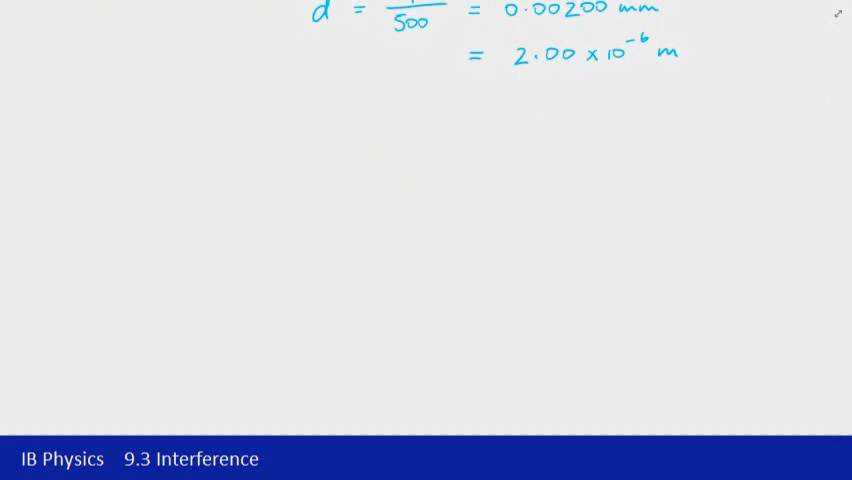 d = 1/500 = 0.00200 mm
= 2.00 × 10⁻⁶ m
IB Physics 9.3 Interference